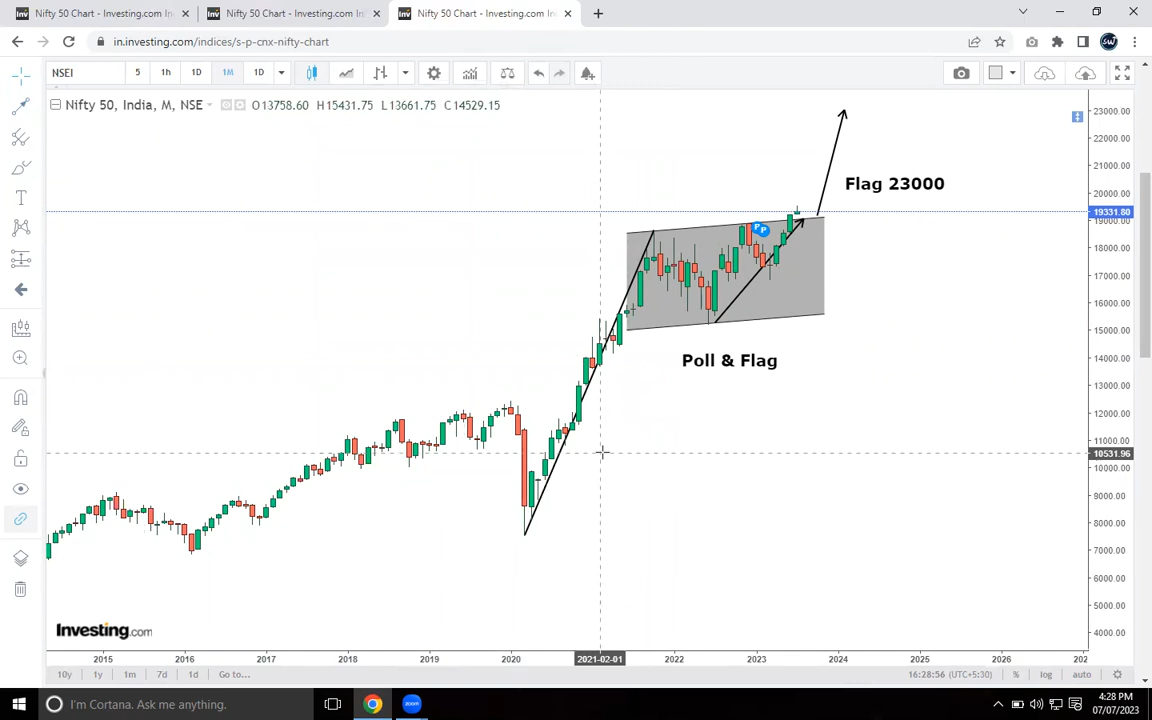 Nifty 50 Chart - Investing.com In
Nifty 50 Chart - Investing.com In
Nifty 50 Chart - Investing.com In
in.investing.com/indices/s-p-cnx-nifty-chart
NSEI 5 1h 1D 1M 1D
Nifty 50, India, M, NSE O13758.60 H15431.75 L13661.75 C14529.15
23000.00
22000.00
21000.00
Flag 23000
20000.00
19331.80
18000.00
17000.00
16000.00
15000.00
Poll & Flag
14000.00
13000.00
12000.00
11000.00
10531.96
10000.00
9000.00
8000.00
7000.00
6000.00
5000.00
4000.00
Investing.com
2015 2016 2017 2018 2019 2020 2021-02-01 2022 2023 2024 2025 2026
10y 1y 1m 7d 1d Go to... 16:28:56 (UTC+5:30) % log auto
I'm Cortana. Ask me anything.
4:28 PM
07/07/2023